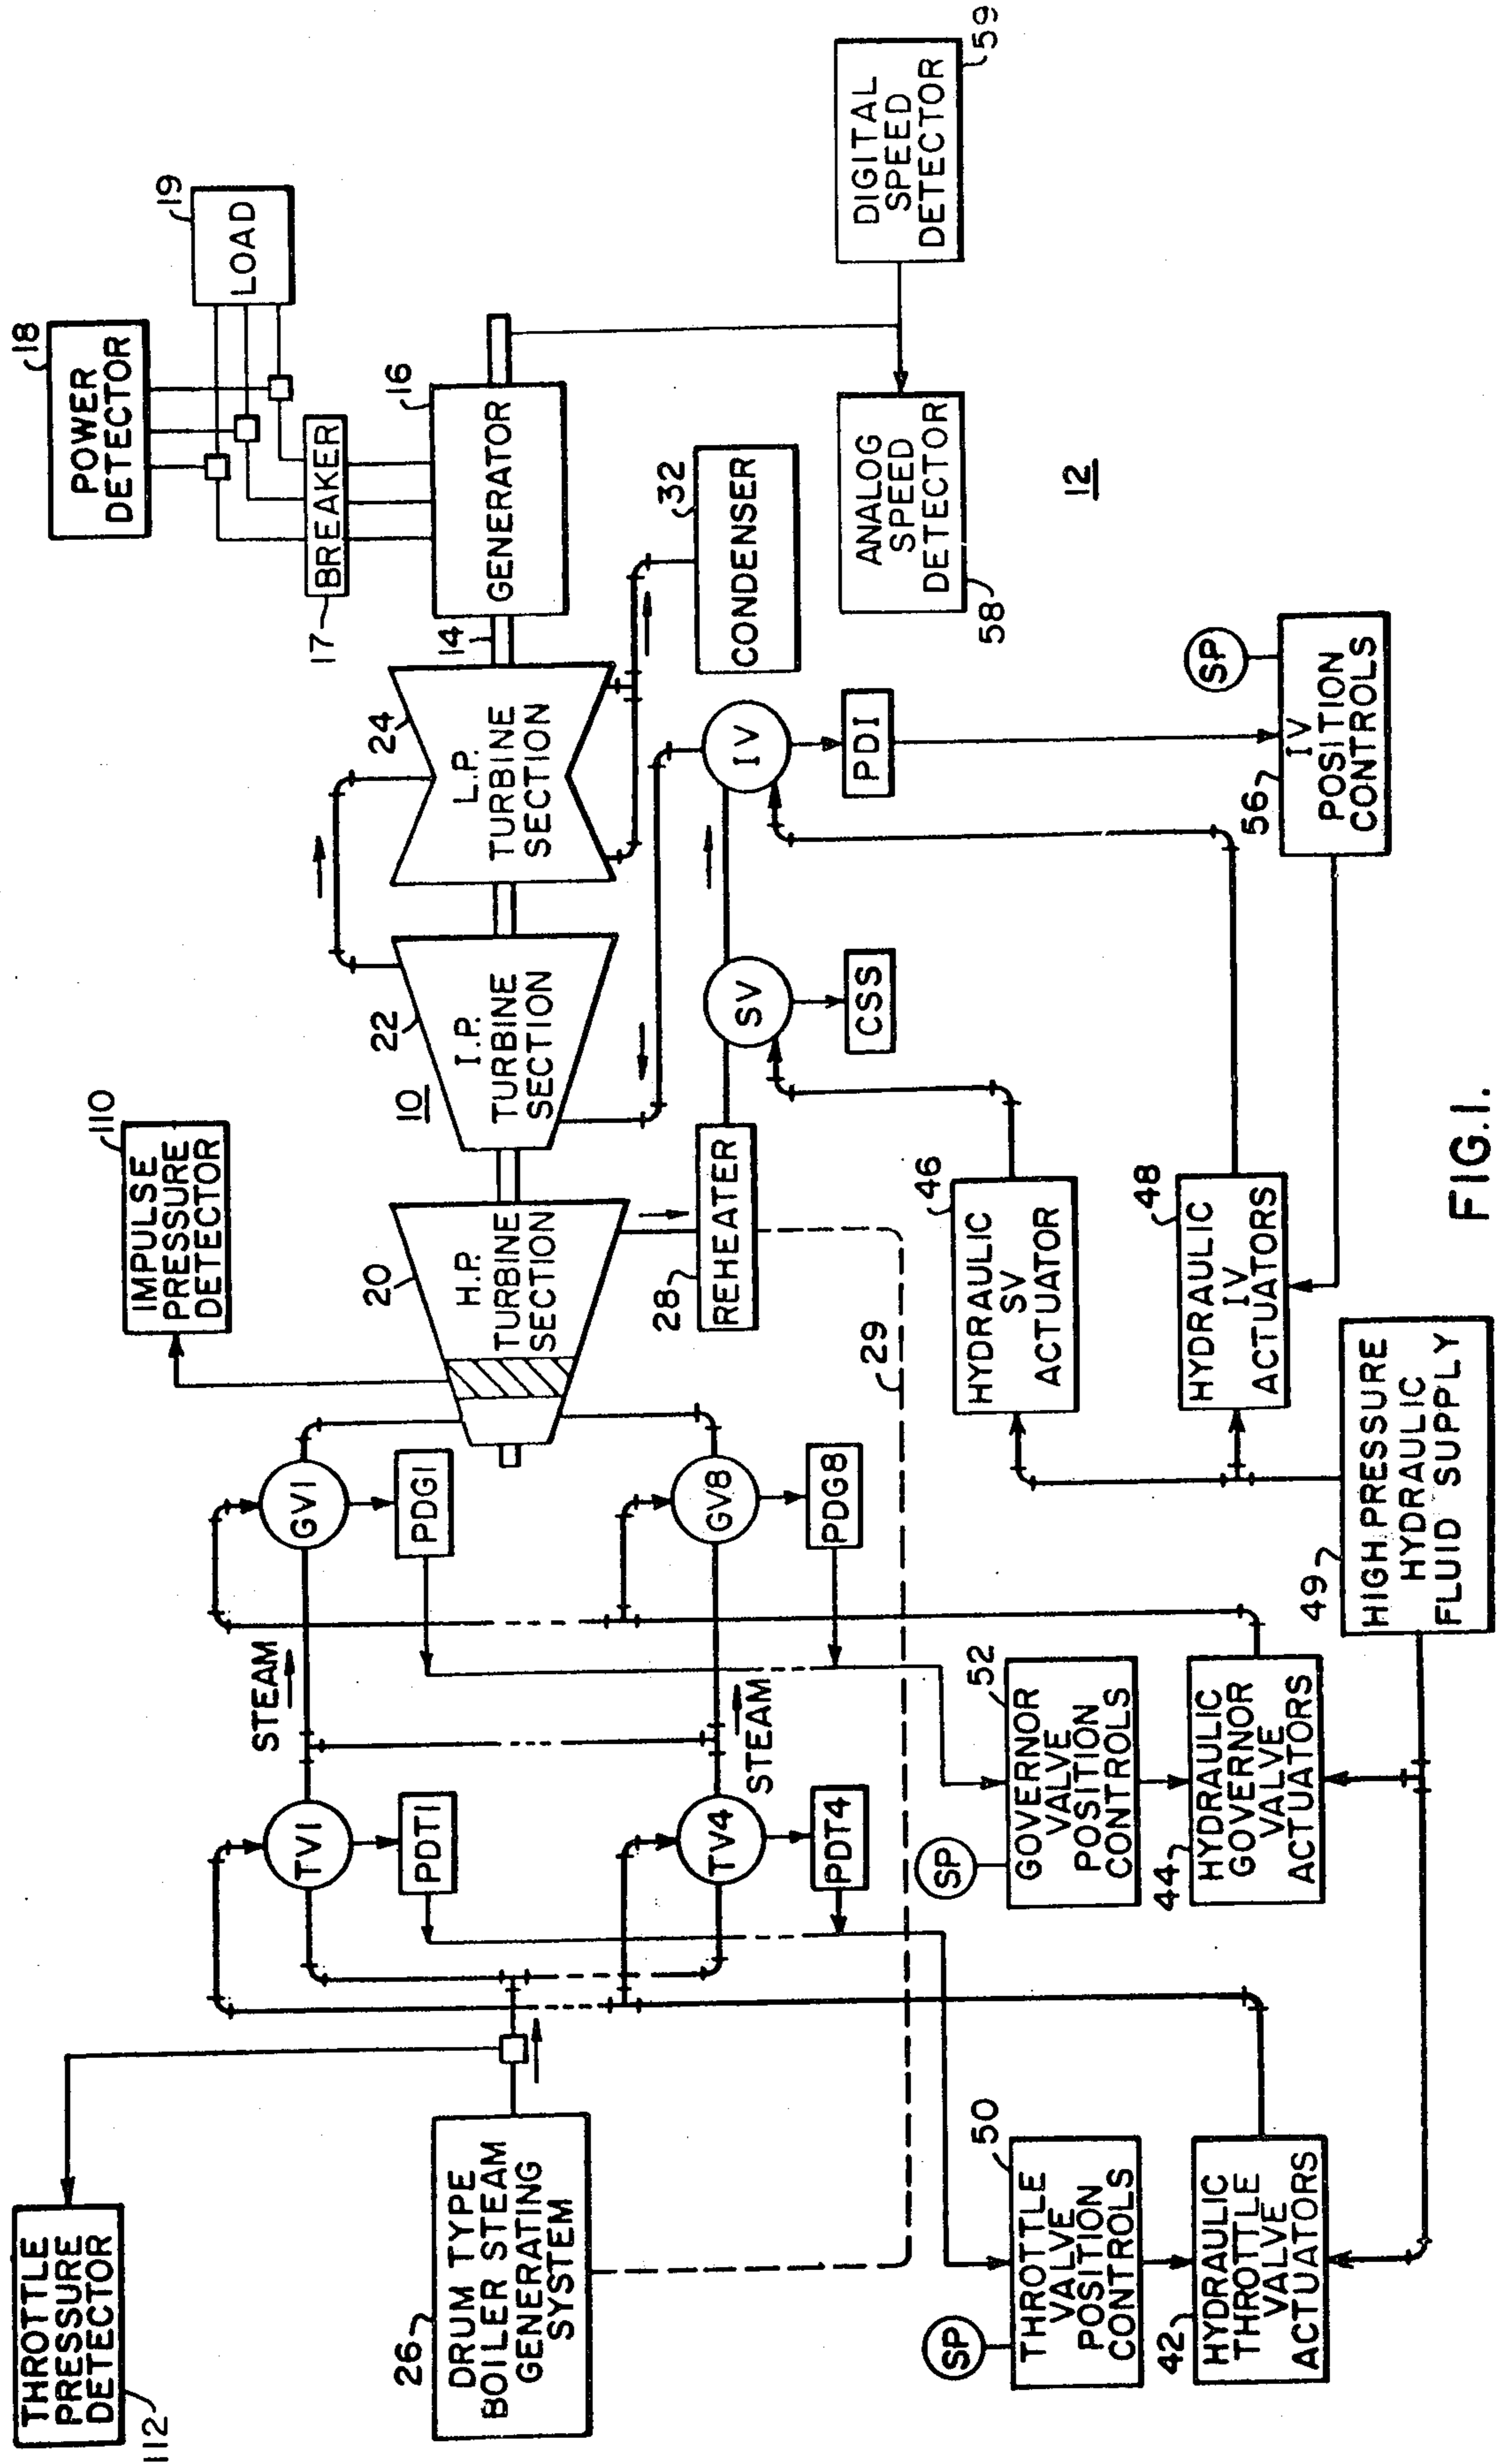 18
POWER
DETECTOR
19
LOAD
17
BREAKER
16
GENERATOR
14
59
DIGITAL
SPEED
DETECTOR
ANALOG
SPEED
DETECTOR
58
12
32
CONDENSER
24
L.P.
TURBINE
SECTION
22
I.P.
TURBINE
SECTION
10
110
IMPULSE
PRESSURE
DETECTOR
20
H.P.
TURBINE
SECTION
IV
PDI
SV
CSS
28
REHEATER
29
SP
56
IV
POSITION
CONTROLS
46
HYDRAULIC
SV
ACTUATOR
48
HYDRAULIC
IV
ACTUATORS
49
HIGH PRESSURE
HYDRAULIC
FLUID SUPPLY
GV1
PDG1
GV8
PDG8
STEAM
STEAM
TV1
PDT1
TV4
PDT4
52
SP
GOVERNOR
VALVE
POSITION
CONTROLS
44
HYDRAULIC
GOVERNOR
VALVE
ACTUATORS
THROTTLE
PRESSURE
DETECTOR
112
26
DRUM TYPE
BOILER STEAM
GENERATING
SYSTEM
50
SP
THROTTLE
VALVE
POSITION
CONTROLS
42
HYDRAULIC
THROTTLE
VALVE
ACTUATORS
FIG.1.